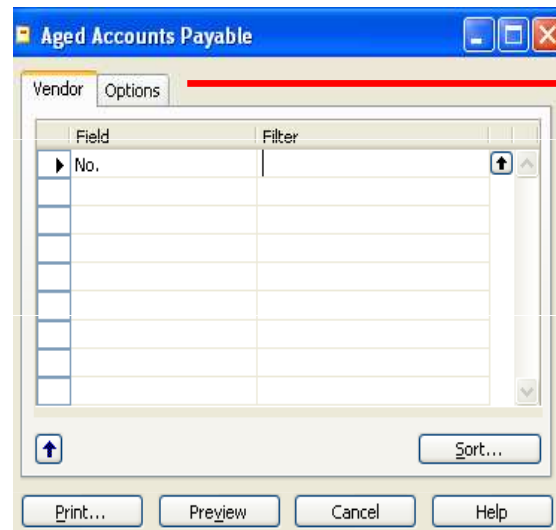 Aged Accounts Payable
Vendor Options
Field Filter
No.
Sort...
Print... Preview Cancel Help